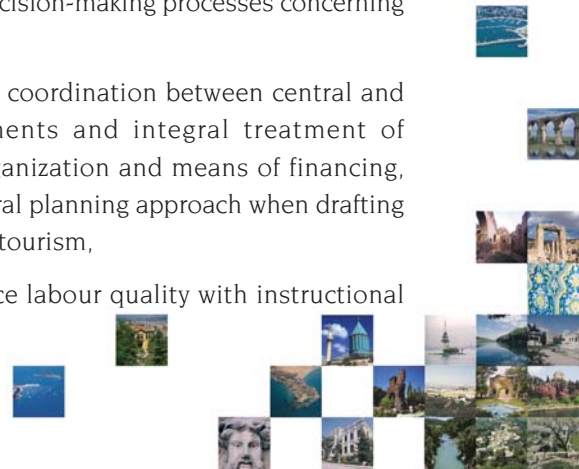 cision-making processes concerning
coordination between central and
ments and integral treatment of
ganization and means of financing,
ral planning approach when drafting
tourism,
ce labour quality with instructional